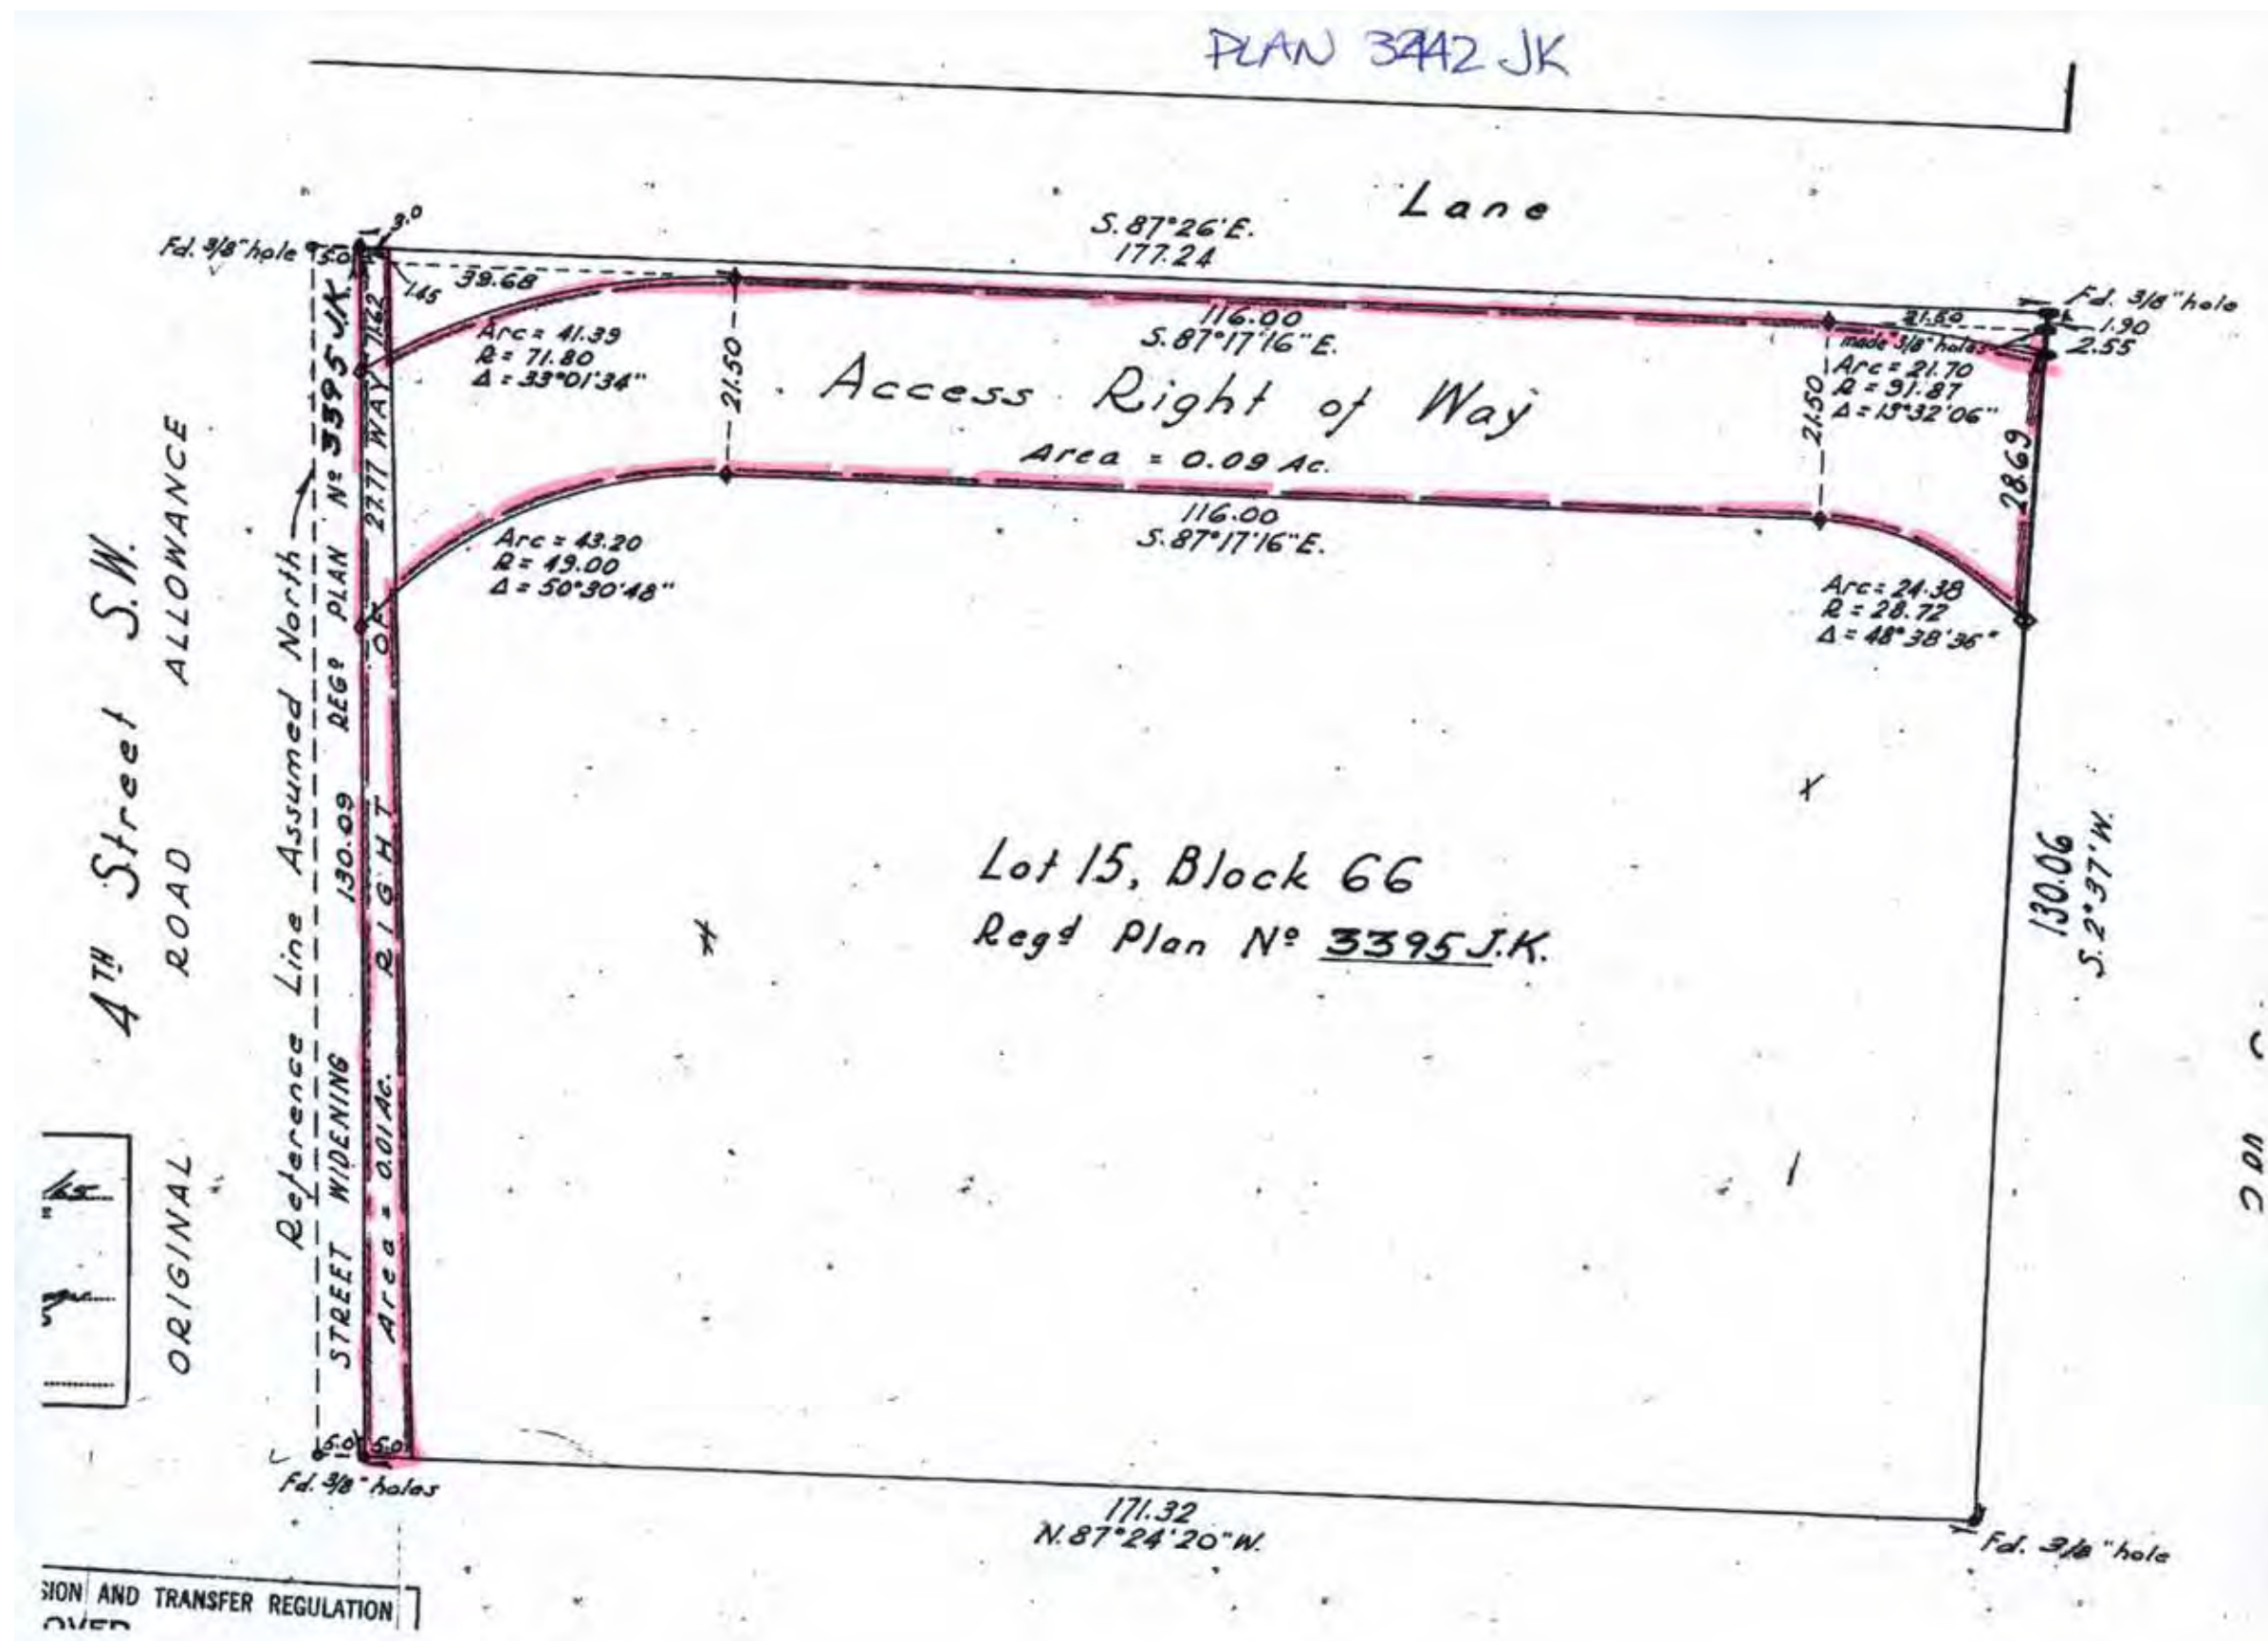 PLAN 3442 JK
Lane
S. 87°26'E.
177.24
Fd. 3/8" hole
5.0
3.0
1.45
39.68
Fd. 3/8" hole
1.90
2.55
21.50
made 3/8" holes
Arc = 41.39
R = 71.80
Δ = 33°01'34"
21.50
116.00
S. 87°17'16"E.
Arc = 21.70
R = 91.87
Δ = 13°32'06"
21.50
28.69
Access Right of Way
Area = 0.09 Ac.
116.00
S. 87°17'16"E.
Arc = 43.20
R = 49.00
Δ = 50°30'48"
Arc = 24.38
R = 28.72
Δ = 48°38'36"
4TH Street S.W.
ORIGINAL ROAD ALLOWANCE
Reference Line Assumed North
STREET WIDENING 130.09 REGD PLAN Nº 3395 J.K.
Area = 0.01 Ac. RIGHT OF 27.77 WAY
Lot 15, Block 66
Regd Plan Nº 3395 J.K.
130.06
S. 2°37'W.
5.0 5.0
Fd. 3/8" holes
171.32
N. 87°24'20"W.
Fd. 3/8" hole
/65
"
SION AND TRANSFER REGULATION